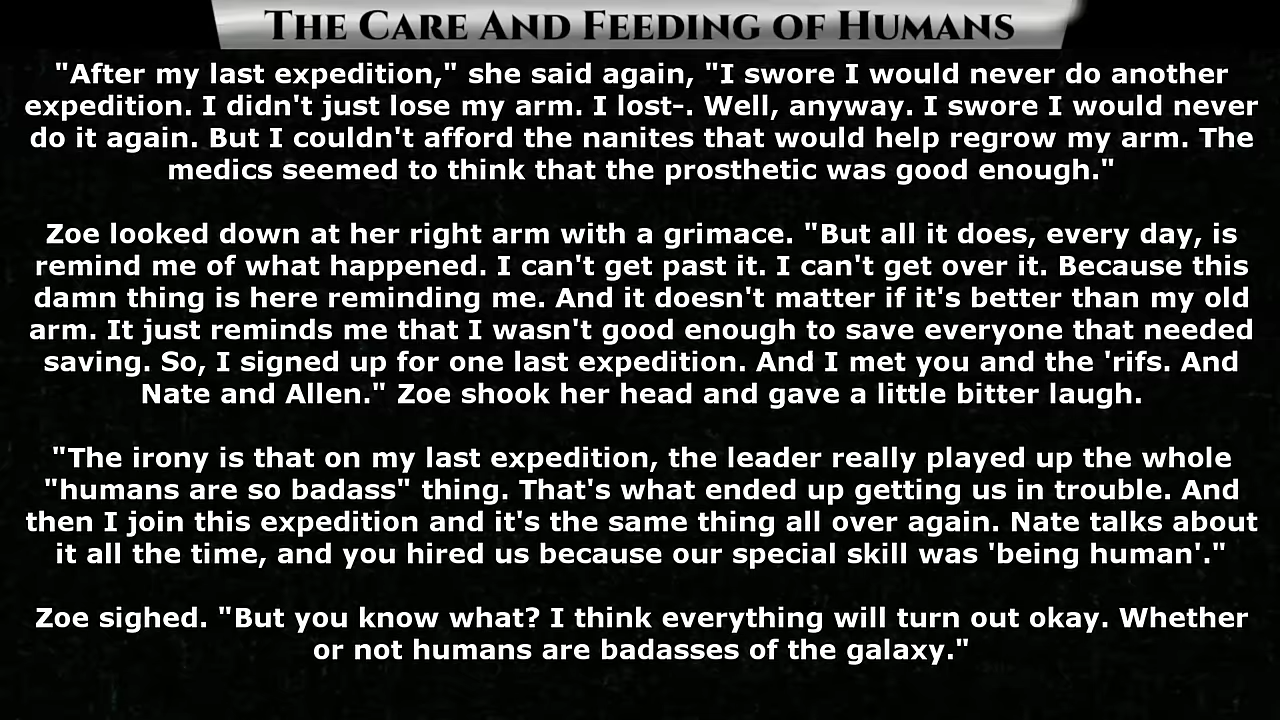 The Care And Feeding of Humans
"After my last expedition," she said again, "I swore I would never do another
expedition. I didn't just lose my arm. I lost-. Well, anyway. I swore I would never
do it again. But I couldn't afford the nanites that would help regrow my arm. The
medics seemed to think that the prosthetic was good enough."
Zoe looked down at her right arm with a grimace. "But all it does, every day, is
remind me of what happened. I can't get past it. I can't get over it. Because this
damn thing is here reminding me. And it doesn't matter if it's better than my old
arm. It just reminds me that I wasn't good enough to save everyone that needed
saving. So, I signed up for one last expedition. And I met you and the 'rifs. And
Nate and Allen." Zoe shook her head and gave a little bitter laugh.
"The irony is that on my last expedition, the leader really played up the whole
"humans are so badass" thing. That's what ended up getting us in trouble. And
then I join this expedition and it's the same thing all over again. Nate talks about
it all the time, and you hired us because our special skill was 'being human'."
Zoe sighed. "But you know what? I think everything will turn out okay. Whether
or not humans are badasses of the galaxy."